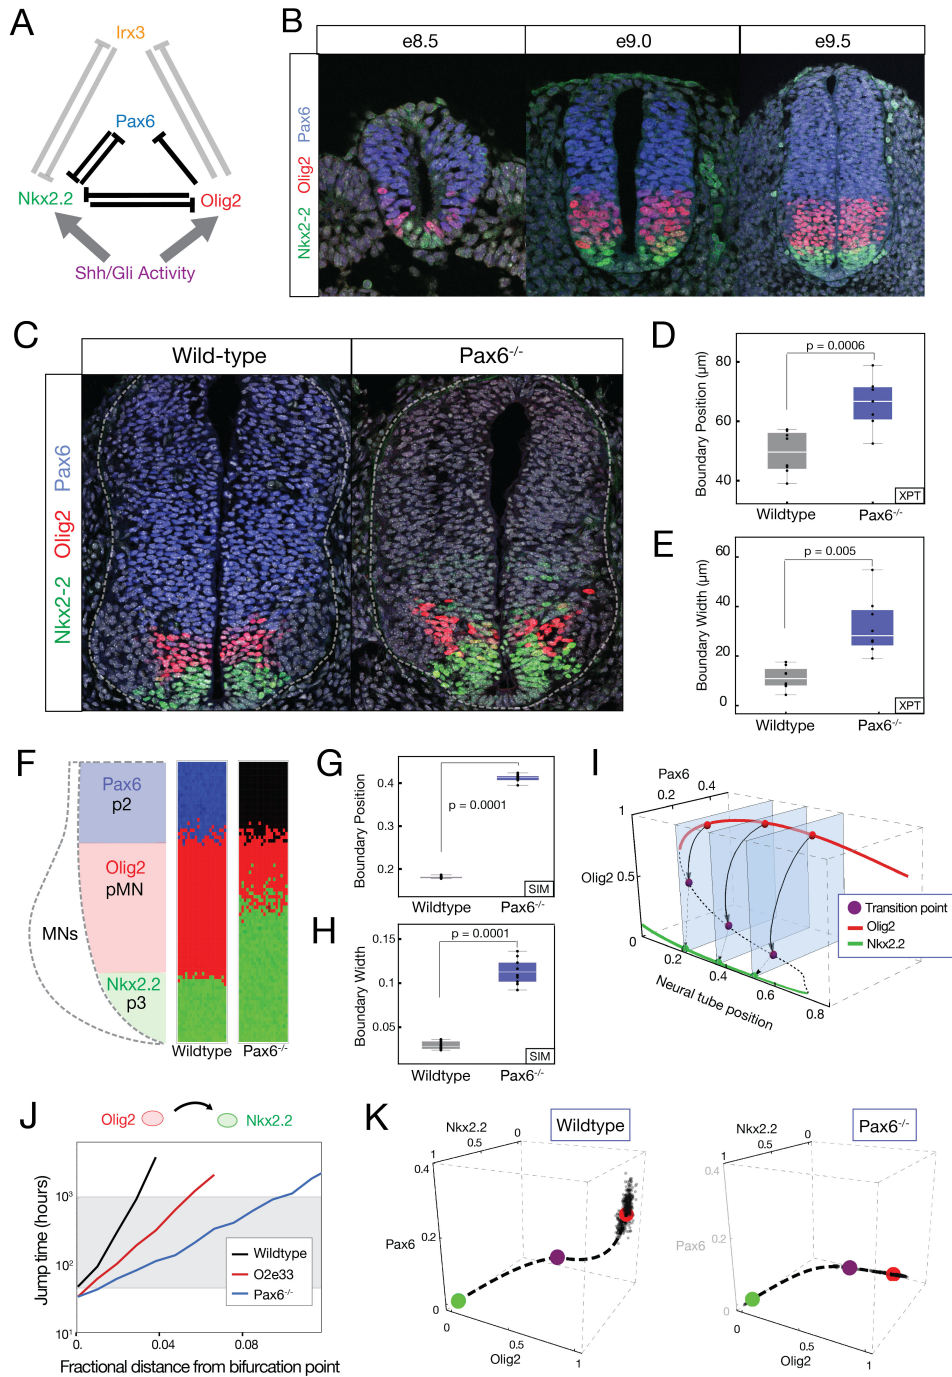 A
Irx3
Pax6
Nkx2.2
Olig2
Shh/Gli Activity
B
e8.5
e9.0
e9.5
Nkx2-2 Olig2 Pax6
C
Wild-type
Pax6-/-
Nkx2-2 Olig2 Pax6
D
Boundary Position (µm)
80
60
40
p = 0.0006
XPT
Wildtype
Pax6-/-
E
Boundary Width (µm)
60
40
20
0
p = 0.005
XPT
Wildtype
Pax6-/-
F
Pax6
p2
Olig2
pMN
MNs
Nkx2.2
p3
Wildtype
Pax6-/-
G
Boundary Position
0.4
0.3
0.2
p = 0.0001
SIM
Wildtype
Pax6-/-
H
Boundary Width
0.15
0.1
0.05
p = 0.0001
SIM
Wildtype
Pax6-/-
I
Pax6
0.2
0.4
1
Olig2
0.5
0
0.2
0.4
0.6
0.8
Neural tube position
Transition point
Olig2
Nkx2.2
J
Olig2
Nkx2.2
Jump time (hours)
10³
10²
10¹
Wildtype
O2e33
Pax6-/-
0.
0.04
0.08
Fractional distance from bifurcation point
K
Wildtype
Nkx2.2
0
0.5
1
0.4
Pax6
0.2
0
0
0.5
1
Olig2
Pax6-/-
Nkx2.2
0
0.5
1
0.4
Pax6
0.2
0
0
0.5
1
Olig2